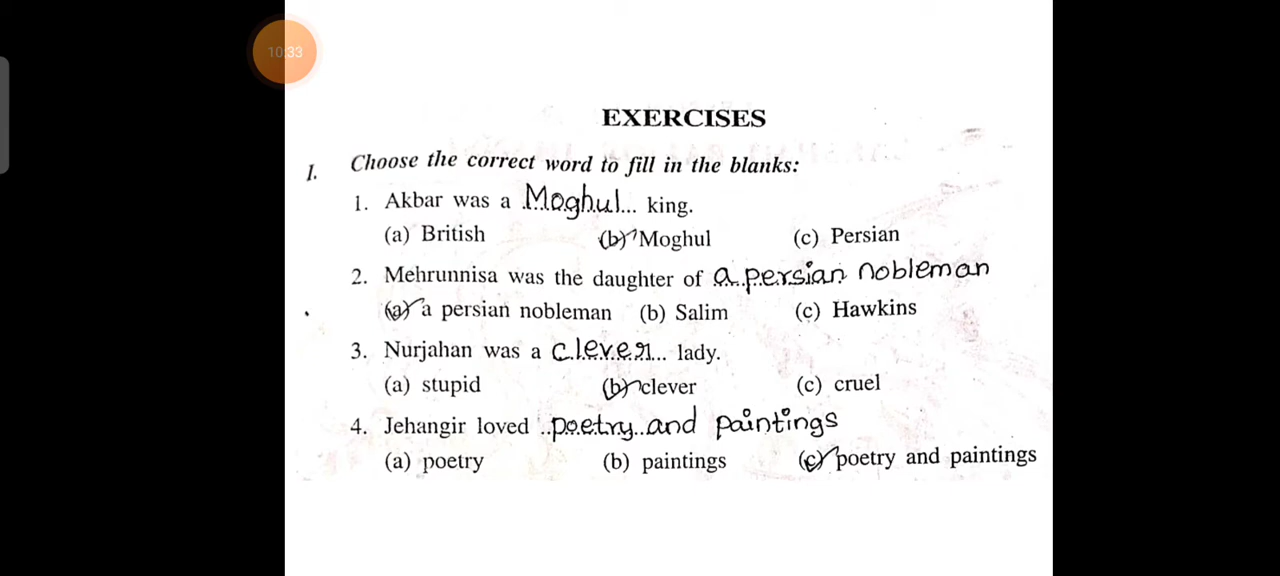 10:33
EXERCISES
I. Choose the correct word to fill in the blanks:
1. Akbar was a Moghul... king.
(a) British (b) Moghul (c) Persian
2. Mehrunnisa was the daughter of a persian nobleman
(a) a persian nobleman (b) Salim (c) Hawkins
3. Nurjahan was a clever... lady.
(a) stupid (b) clever (c) cruel
4. Jehangir loved ..poetry and paintings
(a) poetry (b) paintings (c) poetry and paintings